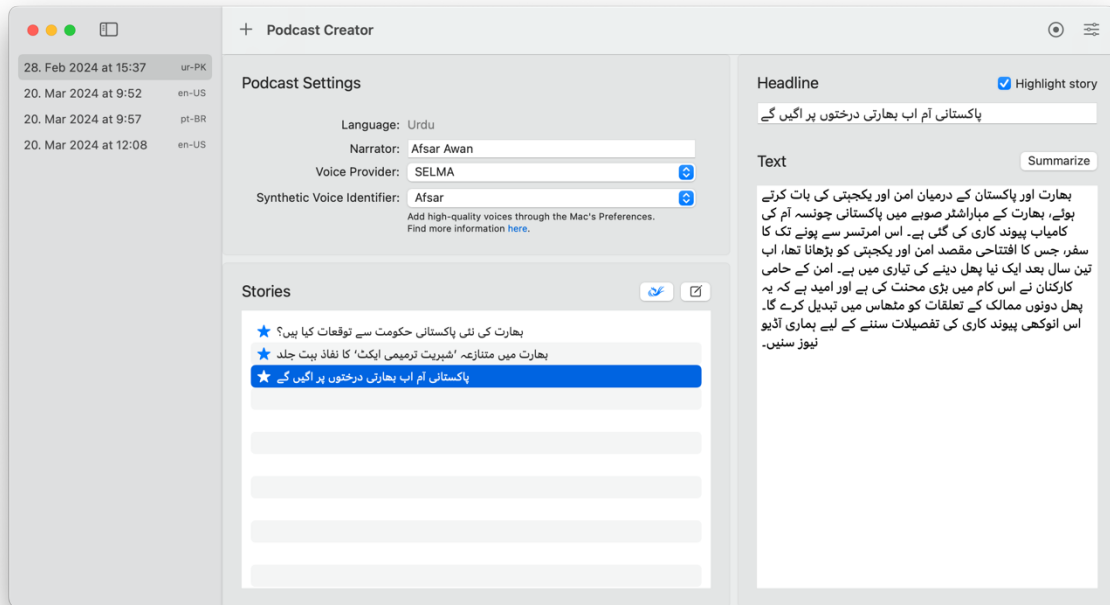 Podcast Creator
28. Feb 2024 at 15:37 ur-PK
20. Mar 2024 at 9:52 en-US
20. Mar 2024 at 9:57 pt-BR
20. Mar 2024 at 12:08 en-US
Podcast Settings
Language: Urdu
Narrator: Afsar Awan
Voice Provider: SELMA
Synthetic Voice Identifier: Afsar
Add high-quality voices through the Mac's Preferences.
Find more information here.
Stories
بھارت کی نئی پاکستانی حکومت سے توقعات کیا ہیں؟
بھارت میں متنازعہ ’شہریت ترمیمی ایکٹ‘ کا نفاذ بہت جلد
پاکستانی آم اب بھارتی درختوں پر اگیں گے
Headline
Highlight story
پاکستانی آم اب بھارتی درختوں پر اگیں گے
Text
Summarize
بھارت اور پاکستان کے درمیان امن اور یکجہتی کی بات کرتے
ہوئے، بھارت کے مہاراشٹر صوبے میں پاکستانی چونسہ آم کی
کامیاب پیوند کاری کی گئی ہے۔ اس امرتسر سے پونے تک کا
سفر، جس کا افتتاحی مقصد امن اور یکجہتی کو بڑھانا تھا، اب
تین سال بعد ایک نیا پھل دینے کی تیاری میں ہے۔ امن کے حامی
کارکنان نے اس کام میں بڑی محنت کی ہے اور امید ہے کہ یہ
پھل دونوں ممالک کے تعلقات کو مٹھاس میں تبدیل کرے گا۔
اس انوکھی پیوند کاری کی تفصیلات سننے کے لیے ہماری آڈیو
نیوز سنیں۔